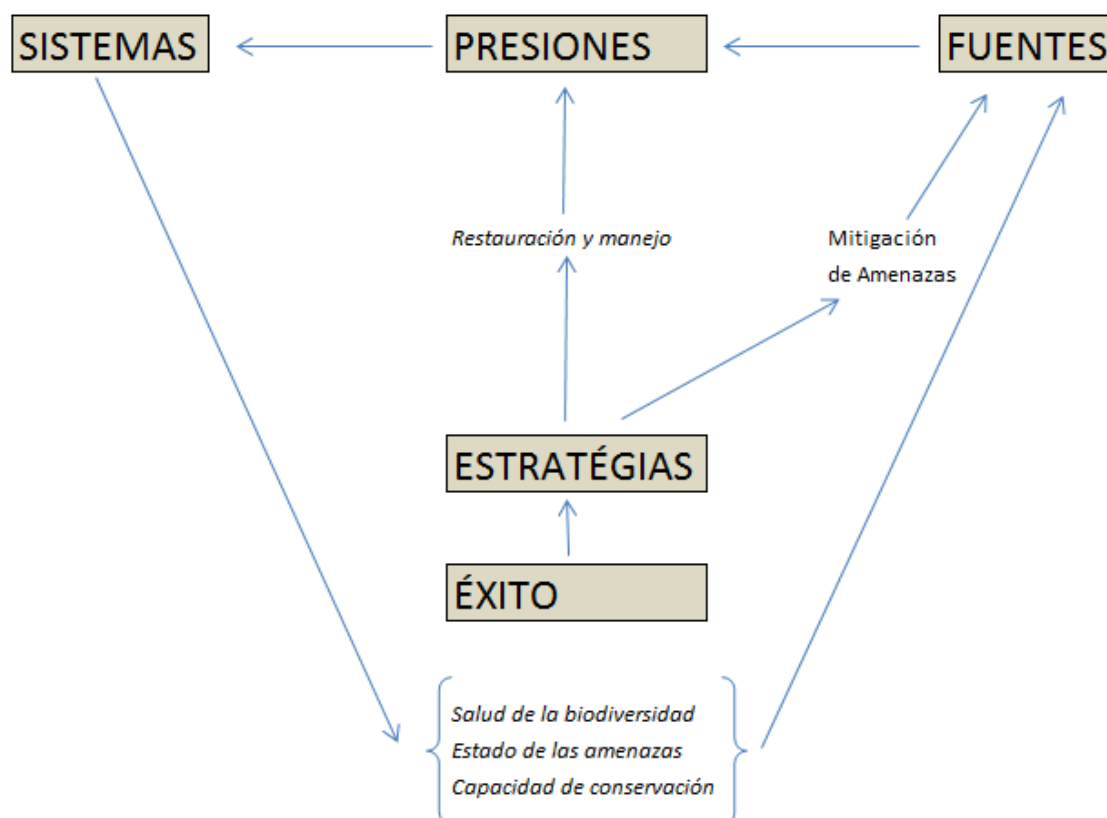 SISTEMAS
PRESIONES
FUENTES
Restauración y manejo
Mitigación
de Amenazas
ESTRATÉGIAS
ÉXITO
Salud de la biodiversidad
Estado de las amenazas
Capacidad de conservación